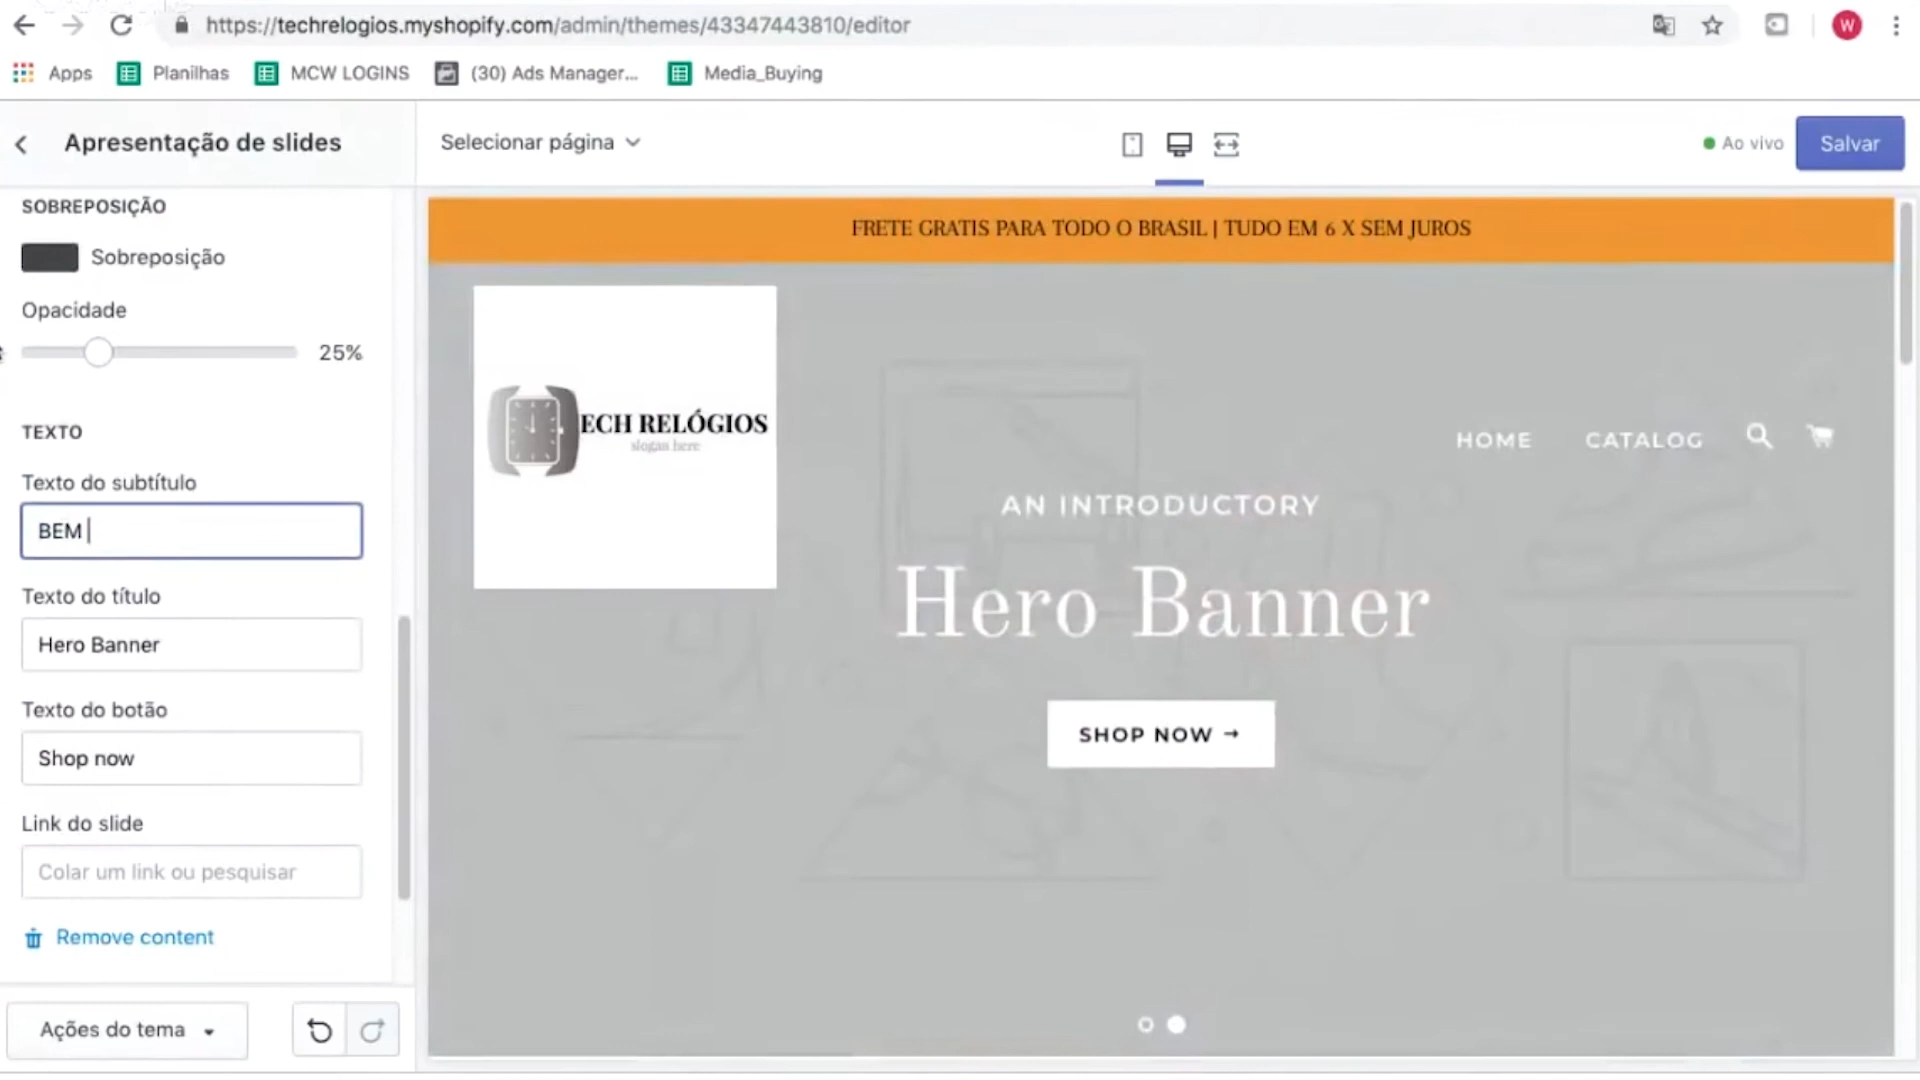 https://techrelogios.myshopify.com/admin/themes/43347443810/editor
W
Apps
Planilhas
MCW LOGINS
(30) Ads Manager...
Media_Buying
Apresentação de slides
Selecionar página
Ao vivo
Salvar
SOBREPOSIÇÃO
Sobreposição
Opacidade
25%
TEXTO
Texto do subtítulo
BEM
Texto do título
Hero Banner
Texto do botão
Shop now
Link do slide
Colar um link ou pesquisar
Remove content
Ações do tema
FRETE GRATIS PARA TODO O BRASIL | TUDO EM 6 X SEM JUROS
ECH RELÓGIOS
slogan here
HOME
CATALOG
AN INTRODUCTORY
Hero Banner
SHOP NOW →